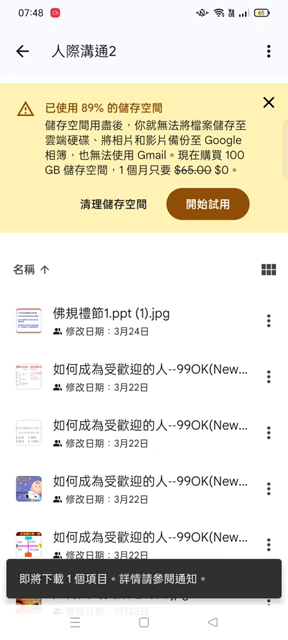 07:48
65
人際溝通2
已使用 89% 的儲存空間
儲存空間用盡後，你就無法將檔案儲存至
雲端硬碟、將相片和影片備份至 Google
相簿，也無法使用 Gmail。現在購買 100
GB 儲存空間，1 個月只要 $65.00 $0。
清理儲存空間
開始試用
名稱
佛規禮節1.ppt (1).jpg
修改日期：3月24日
如何成為受歡迎的人--99OK(New...
修改日期：3月22日
如何成為受歡迎的人--99OK(New...
修改日期：3月22日
如何成為受歡迎的人--99OK(New...
修改日期：3月22日
如何成為受歡迎的人--99OK(New...
修改日期：3月22日
即將下載 1 個項目。詳情請參閱通知。